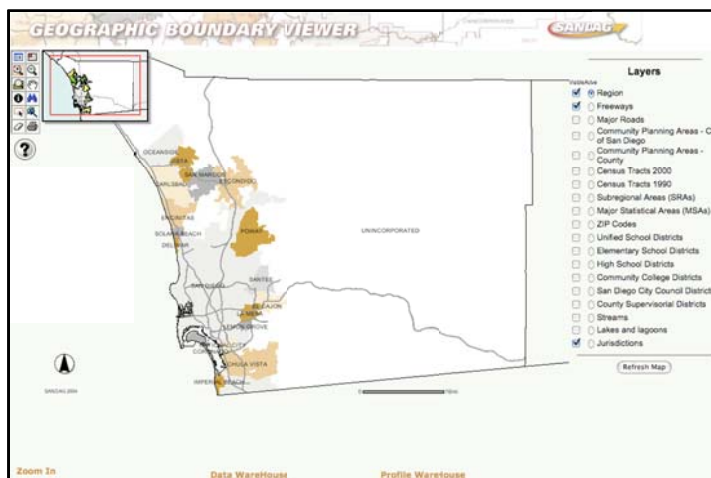 GEOGRAPHIC BOUNDARY VIEWER
SANDAG
Layers
Region
Freeways
Major Roads
Community Planning Areas - C
of San Diego
Community Planning Areas -
County
Census Tracts 2000
Census Tracts 1990
Subregional Areas (SRAs)
Major Statistical Areas (MSAs)
ZIP Codes
Unified School Districts
Elementary School Districts
High School Districts
Community College Districts
San Diego City Council District
County Supervisorial Districts
Streams
Lakes and lagoons
Jurisdictions
Refresh Map
OCEANSIDE
VISTA
SAN MARCOS
CARLSBAD
ESCONDIDO
ENCINITAS
SOLANA BEACH
DEL MAR
POWAY
UNINCORPORATED
SANTEE
SAN DIEGO
EL CAJON
LA MESA
LEMON GROVE
CHULA VISTA
IMPERIAL BEACH
SANDAG 2004
Zoom In
Data WareHouse
Profile WareHouse